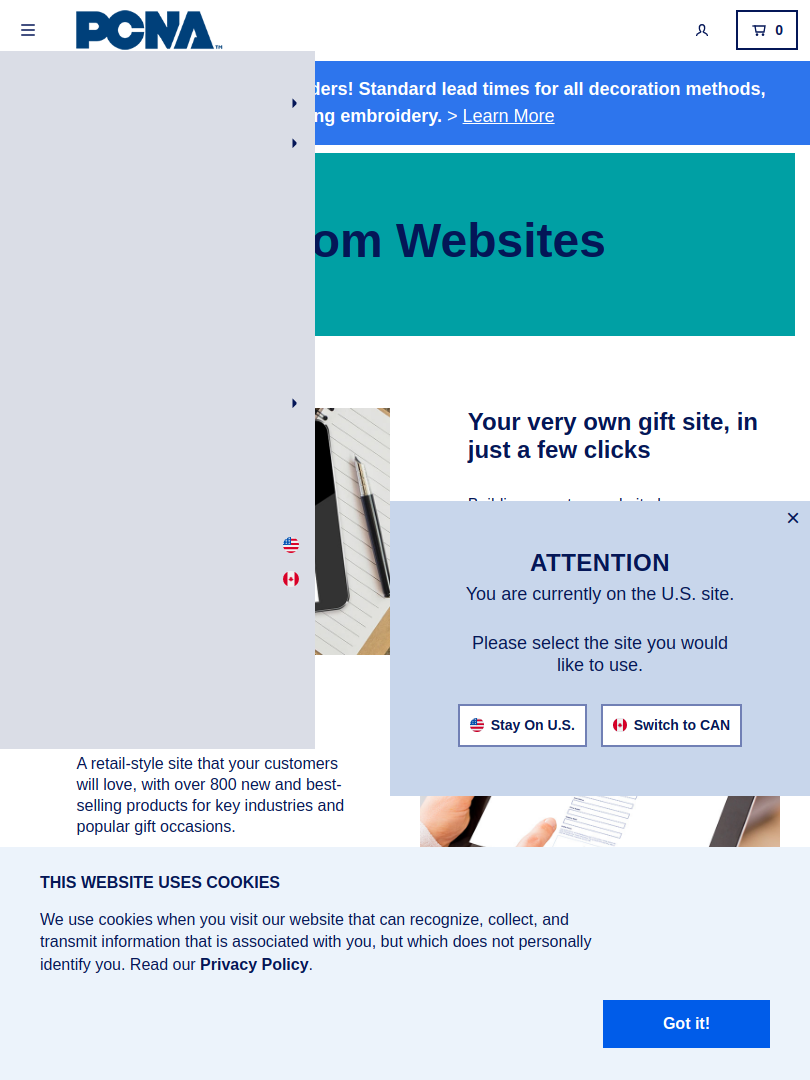 PCNA™
0
ders! Standard lead times for all decoration methods,
ng embroidery. > Learn More
om Websites
Your very own gift site, in
just a few clicks
ATTENTION
You are currently on the U.S. site.
Please select the site you would
like to use.
Stay On U.S.
Switch to CAN
A retail-style site that your customers
will love, with over 800 new and best-
selling products for key industries and
popular gift occasions.
THIS WEBSITE USES COOKIES
We use cookies when you visit our website that can recognize, collect, and
transmit information that is associated with you, but which does not personally
identify you. Read our Privacy Policy.
Got it!